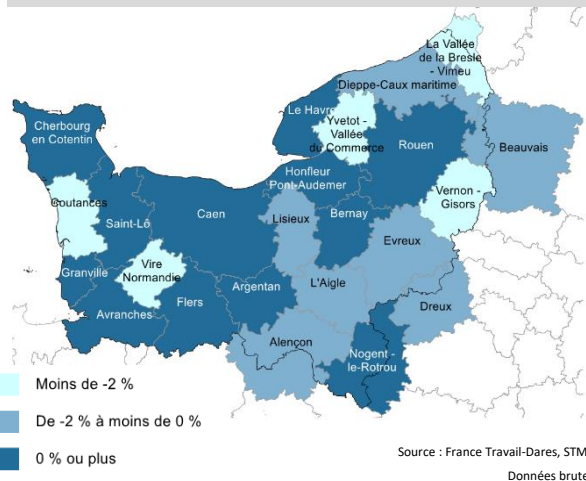 La Vallée
de la Bresle
- Vimeu
Dieppe-Caux maritime
Le Havre
Yvetot -
Vallée
du Commerce
Rouen
Beauvais
Cherbourg
en Cotentin
Honfleur
Pont-Audemer
Vernon -
Gisors
Coutances
Saint-Lô
Caen
Lisieux
Bernay
Evreux
Granville
Vire
Normandie
Argentan
L'Aigle
Dreux
Avranches
Flers
Alençon
Nogent -
le-Rotrou
Moins de -2 %
De -2 % à moins de 0 %
0 % ou plus
Source : France Travail-Dares, STM
Données brute